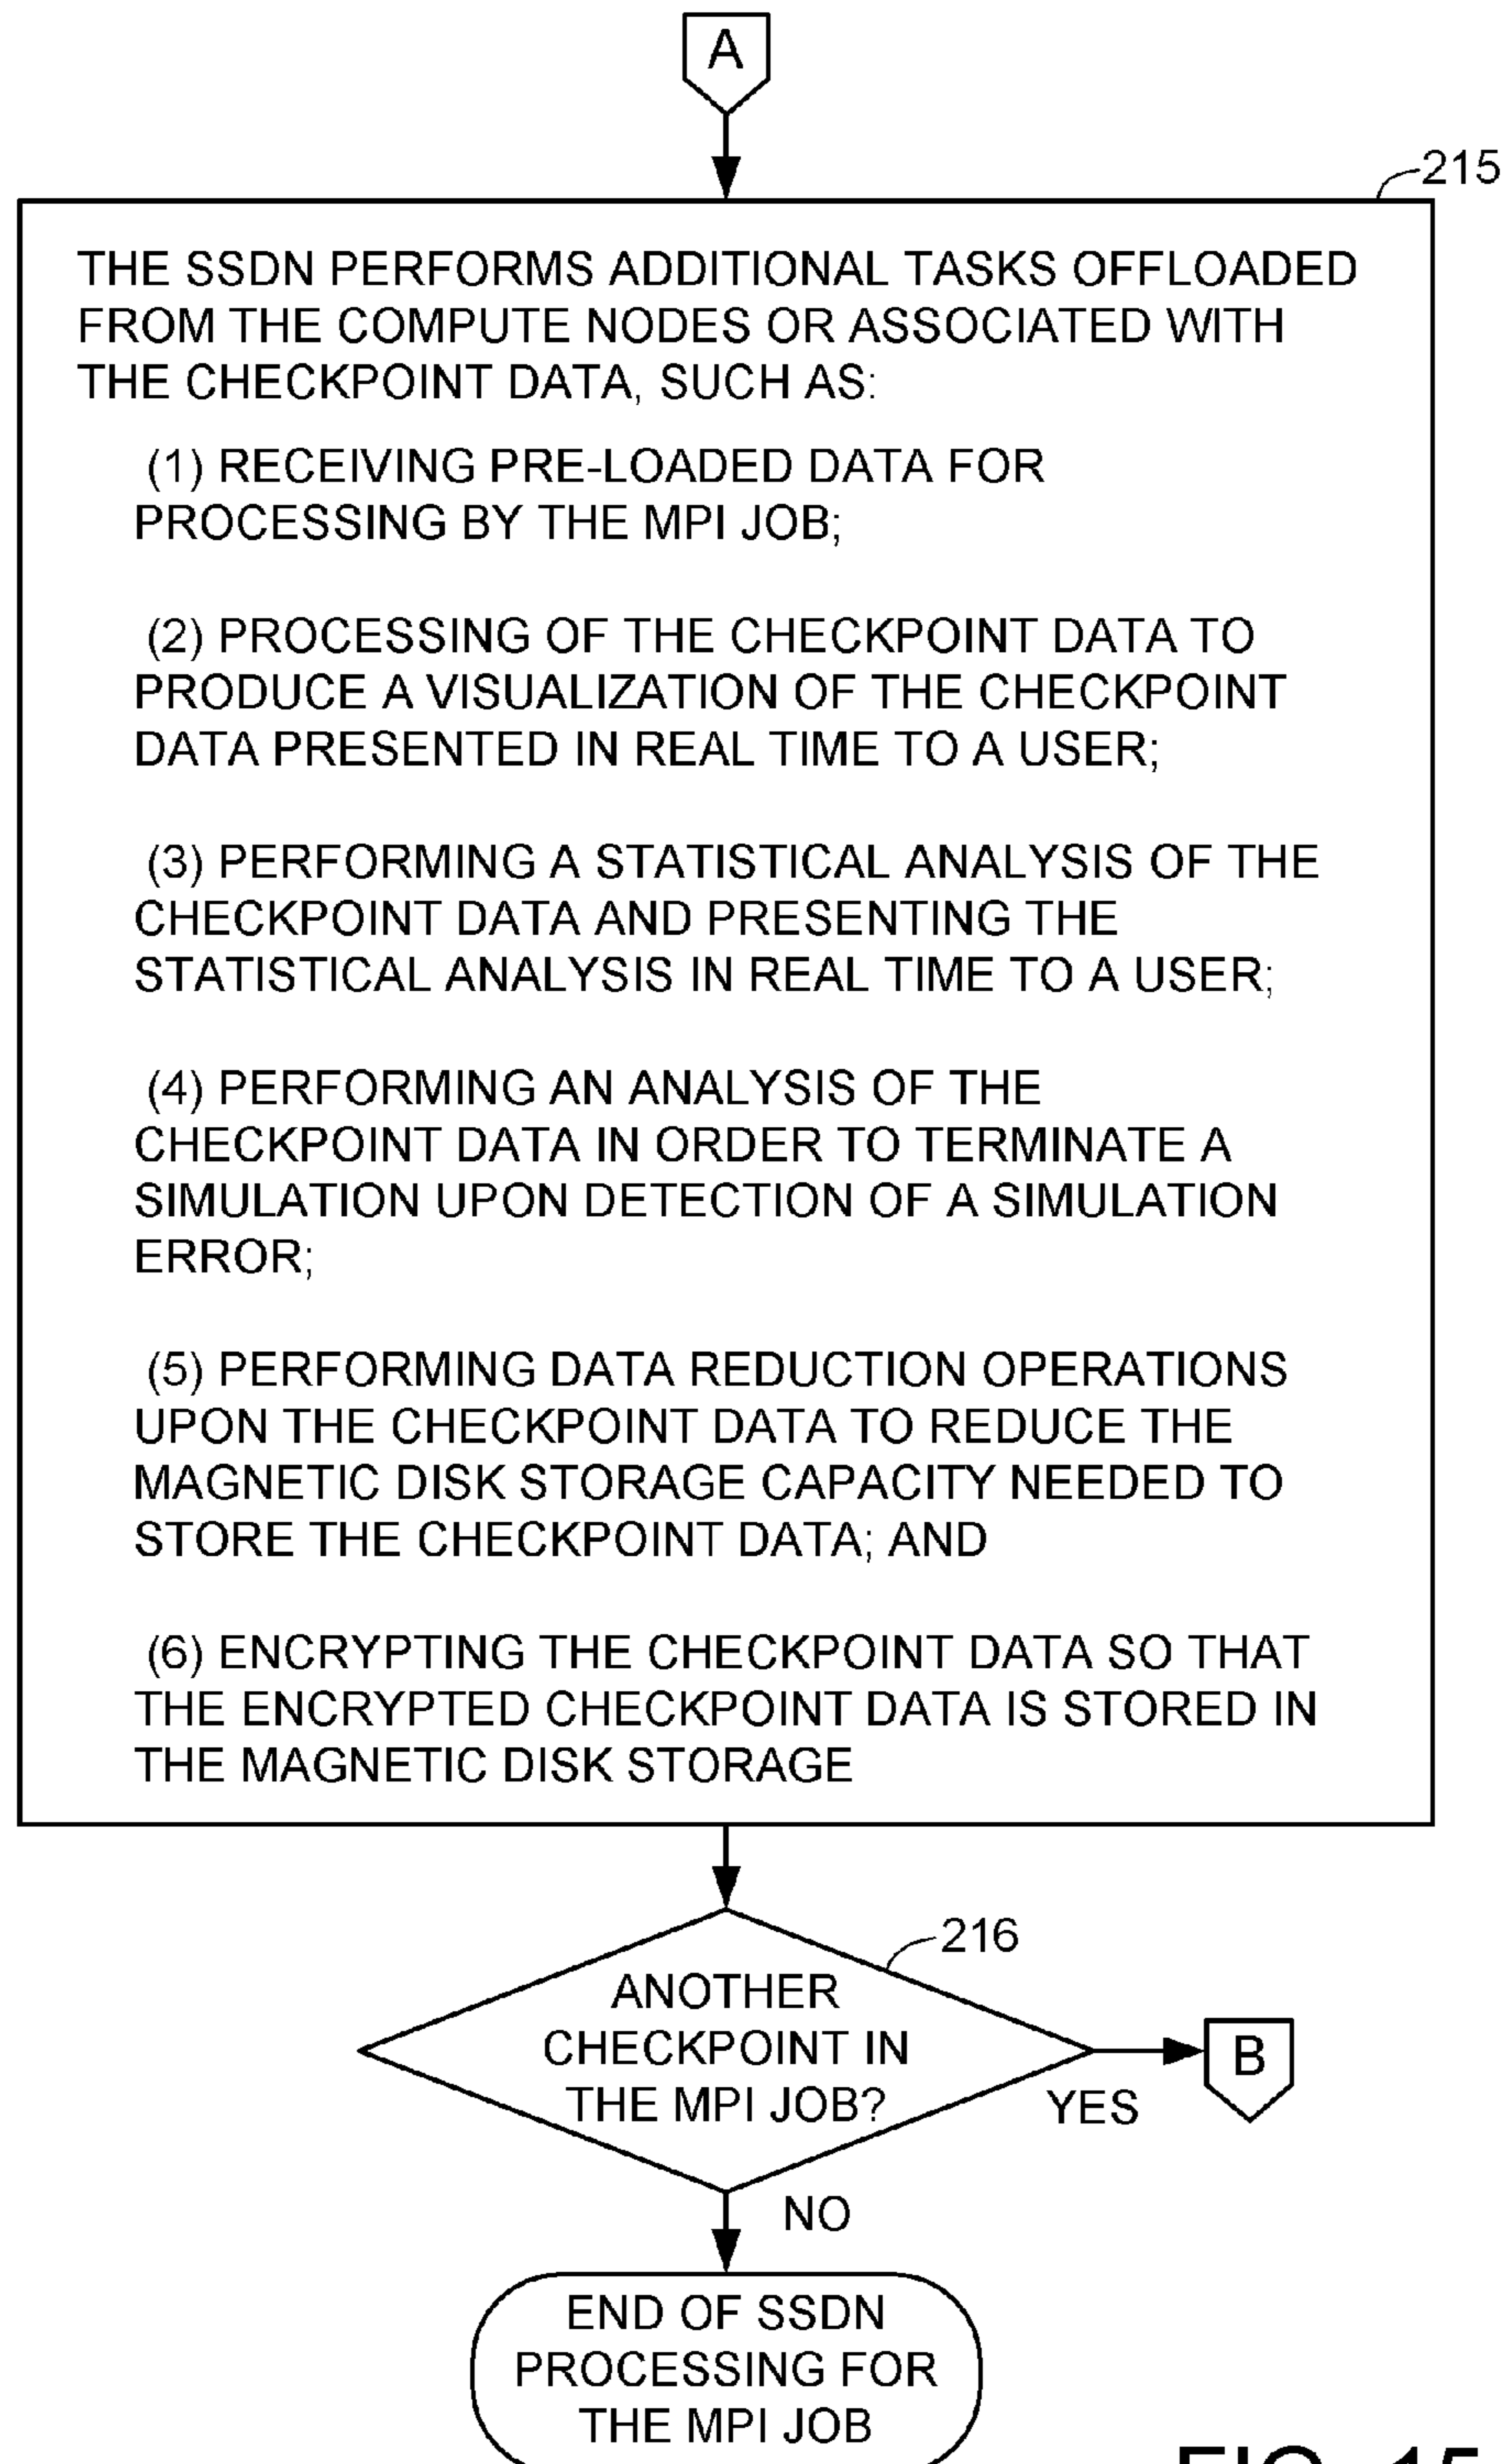 A
215
THE SSDN PERFORMS ADDITIONAL TASKS OFFLOADED
FROM THE COMPUTE NODES OR ASSOCIATED WITH
THE CHECKPOINT DATA, SUCH AS:
(1) RECEIVING PRE-LOADED DATA FOR
PROCESSING BY THE MPI JOB;
(2) PROCESSING OF THE CHECKPOINT DATA TO
PRODUCE A VISUALIZATION OF THE CHECKPOINT
DATA PRESENTED IN REAL TIME TO A USER;
(3) PERFORMING A STATISTICAL ANALYSIS OF THE
CHECKPOINT DATA AND PRESENTING THE
STATISTICAL ANALYSIS IN REAL TIME TO A USER;
(4) PERFORMING AN ANALYSIS OF THE
CHECKPOINT DATA IN ORDER TO TERMINATE A
SIMULATION UPON DETECTION OF A SIMULATION
ERROR;
(5) PERFORMING DATA REDUCTION OPERATIONS
UPON THE CHECKPOINT DATA TO REDUCE THE
MAGNETIC DISK STORAGE CAPACITY NEEDED TO
STORE THE CHECKPOINT DATA; AND
(6) ENCRYPTING THE CHECKPOINT DATA SO THAT
THE ENCRYPTED CHECKPOINT DATA IS STORED IN
THE MAGNETIC DISK STORAGE
216
ANOTHER
CHECKPOINT IN
THE MPI JOB?
B
YES
NO
END OF SSDN
PROCESSING FOR
THE MPI JOB
FIG. 15